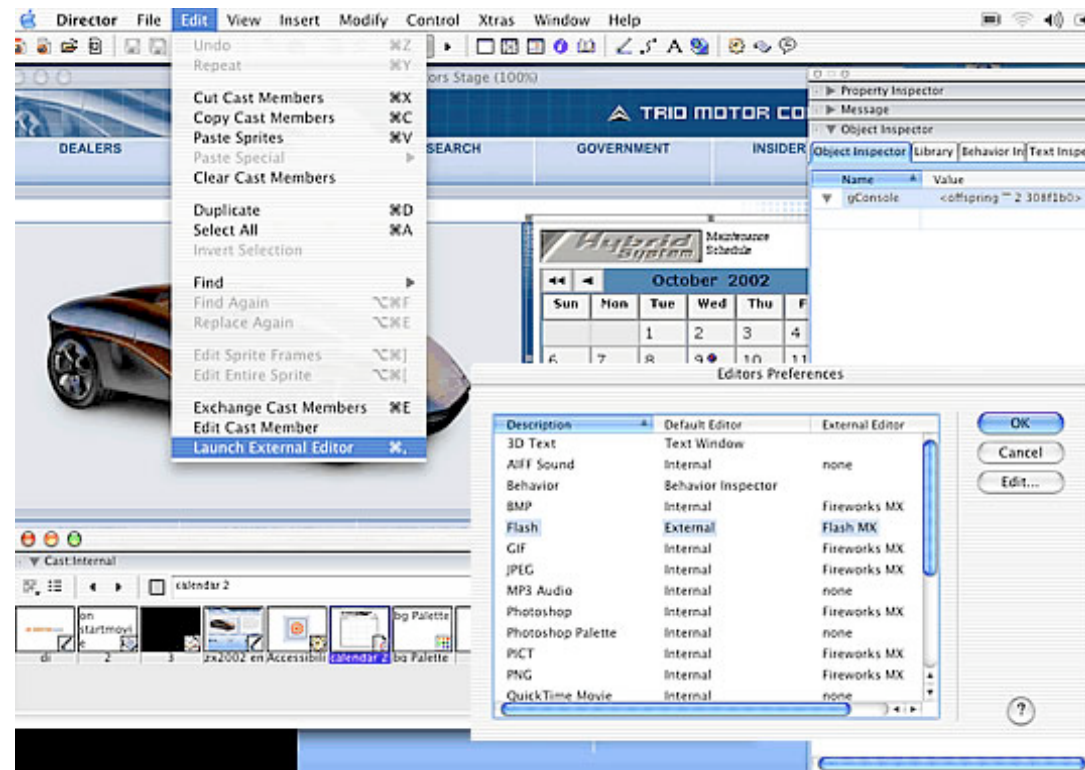 Director File Edit View Insert Modify Control Xtras Window Help
Undo ⌘Z
Repeat ⌘Y
Cut Cast Members ⌘X
Copy Cast Members ⌘C
Paste Sprites ⌘V
Paste Special
Clear Cast Members
Duplicate ⌘D
Select All ⌘A
Invert Selection
Find
Find Again ⌥⌘F
Replace Again ⌥⌘E
Edit Sprite Frames ⌥⌘]
Edit Entire Sprite ⌥⌘[
Exchange Cast Members ⌘E
Edit Cast Member
Launch External Editor ⌘,
ors Stage (100%)
TRIO MOTOR CO
DEALERS SEARCH GOVERNMENT INSIDER
Property Inspector
Message
Object Inspector
Object Inspector Library Behavior In Text Inspe
Name Value
gConsole <offspring "" 2 308f1b0>
Hybrid System Maintenance Schedule
October 2002
Sun Mon Tue Wed Thu F
1 2 3 4
6 7 8 9 10 11
Editors Preferences
Description Default Editor External Editor
3D Text Text Window
AIFF Sound Internal none
Behavior Behavior Inspector
BMP Internal Fireworks MX
Flash External Flash MX
GIF Internal Fireworks MX
JPEG Internal Fireworks MX
MP3 Audio Internal none
Photoshop Internal Fireworks MX
Photoshop Palette Internal none
PICT Internal Fireworks MX
PNG Internal Fireworks MX
QuickTime Movie Internal none
OK
Cancel
Edit...
?
Cast:Internal
calendar 2
on startmovi e
bg Palette
di 2 3 zx2002 en Accessibili calendar 2 bg Palette